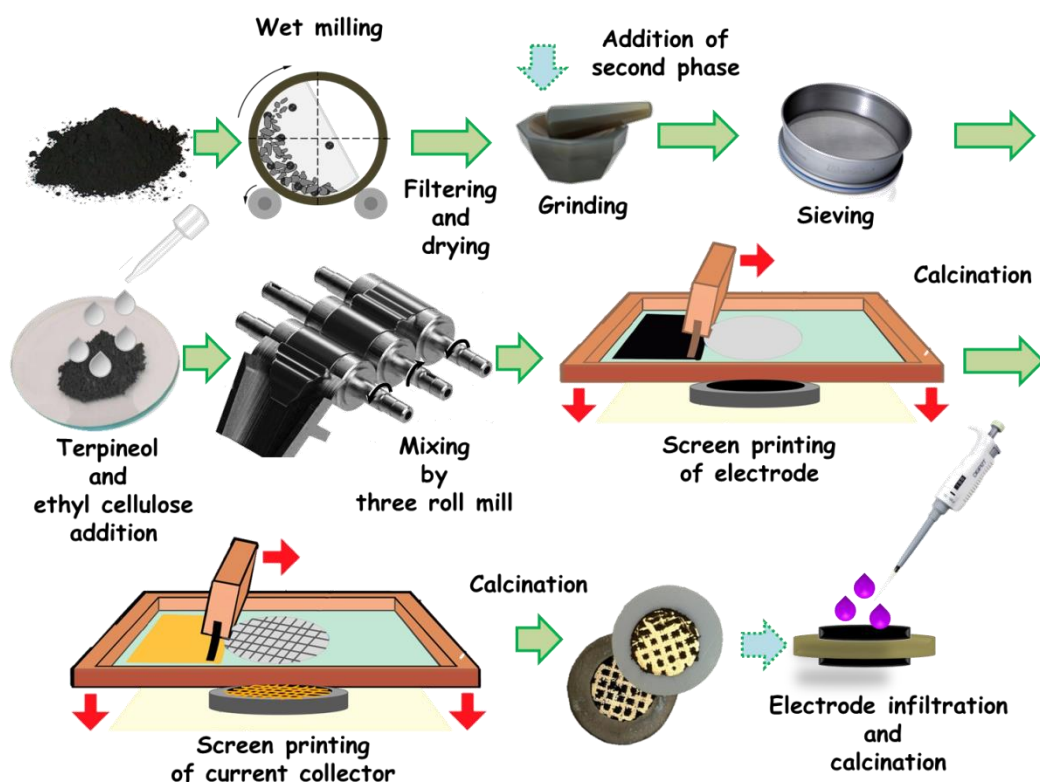 Wet milling
Addition of
second phase
Filtering
and
drying
Grinding
Sieving
Terpineol
and
ethyl cellulose
addition
Mixing
by
three roll mill
Screen printing
of electrode
Calcination
Screen printing
of current collector
Calcination
Electrode infiltration
and
calcination